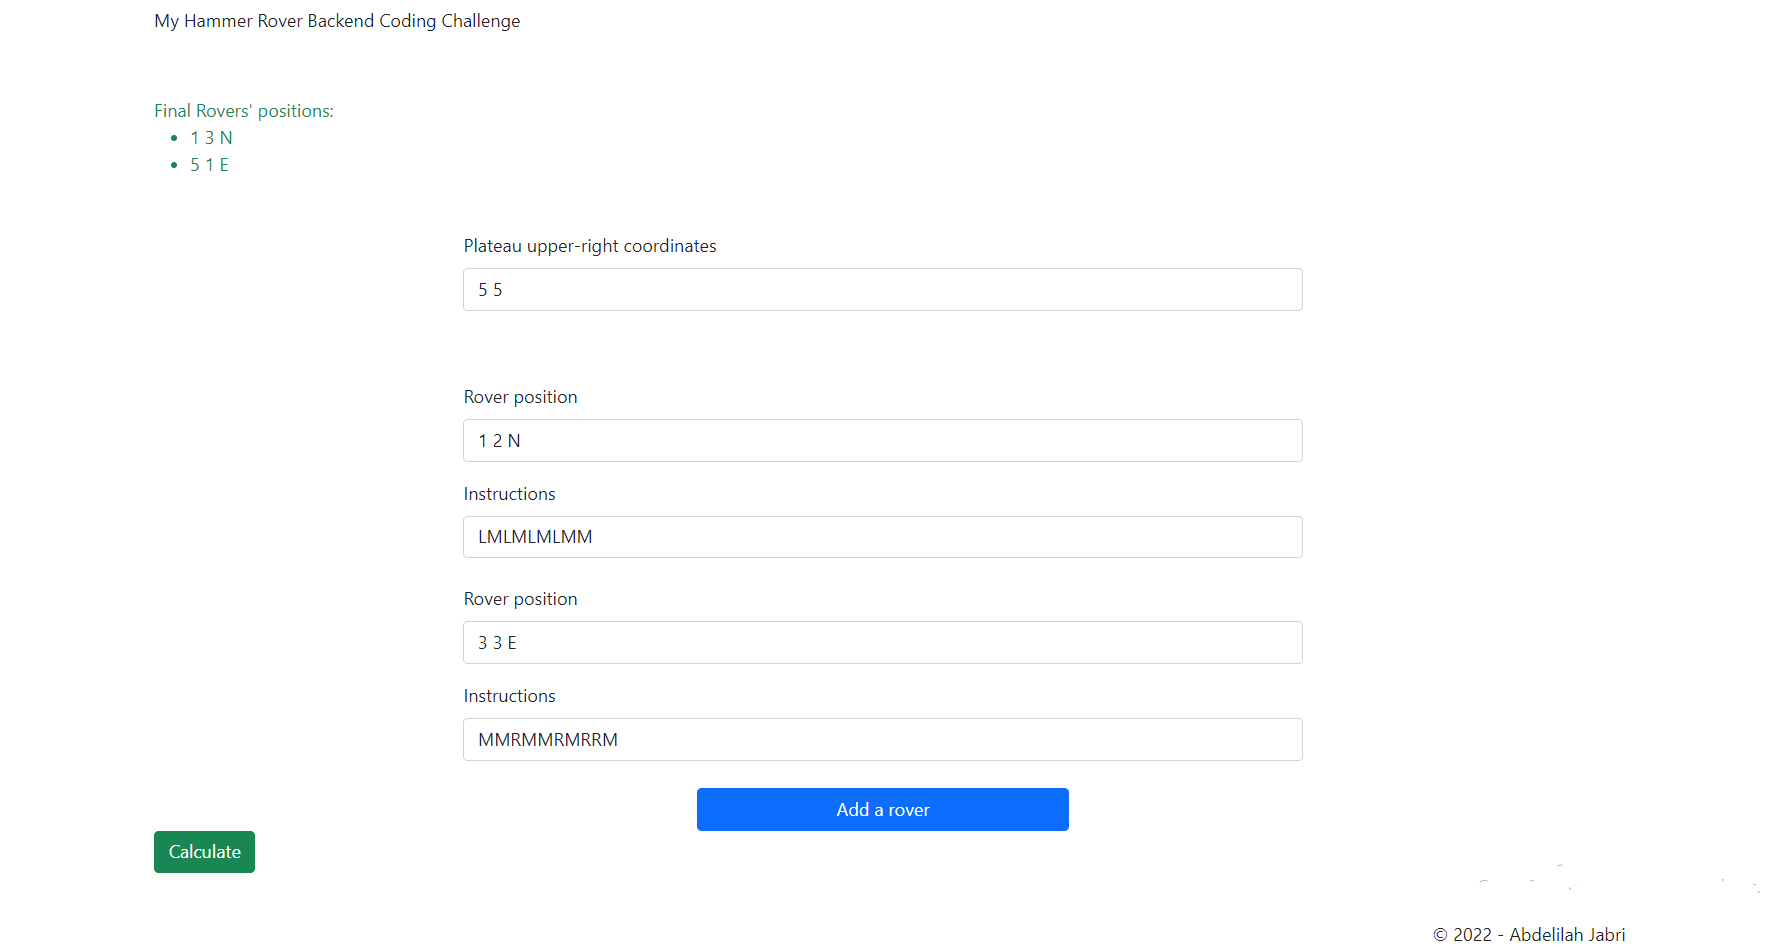 My Hammer Rover Backend Coding Challenge
Final Rovers' positions:
1 3 N
5 1 E
Plateau upper-right coordinates
5 5
Rover position
1 2 N
Instructions
LMLMLMLMM
Rover position
3 3 E
Instructions
MMRMMRMRRM
Add a rover
Calculate
© 2022 - Abdelilah Jabri